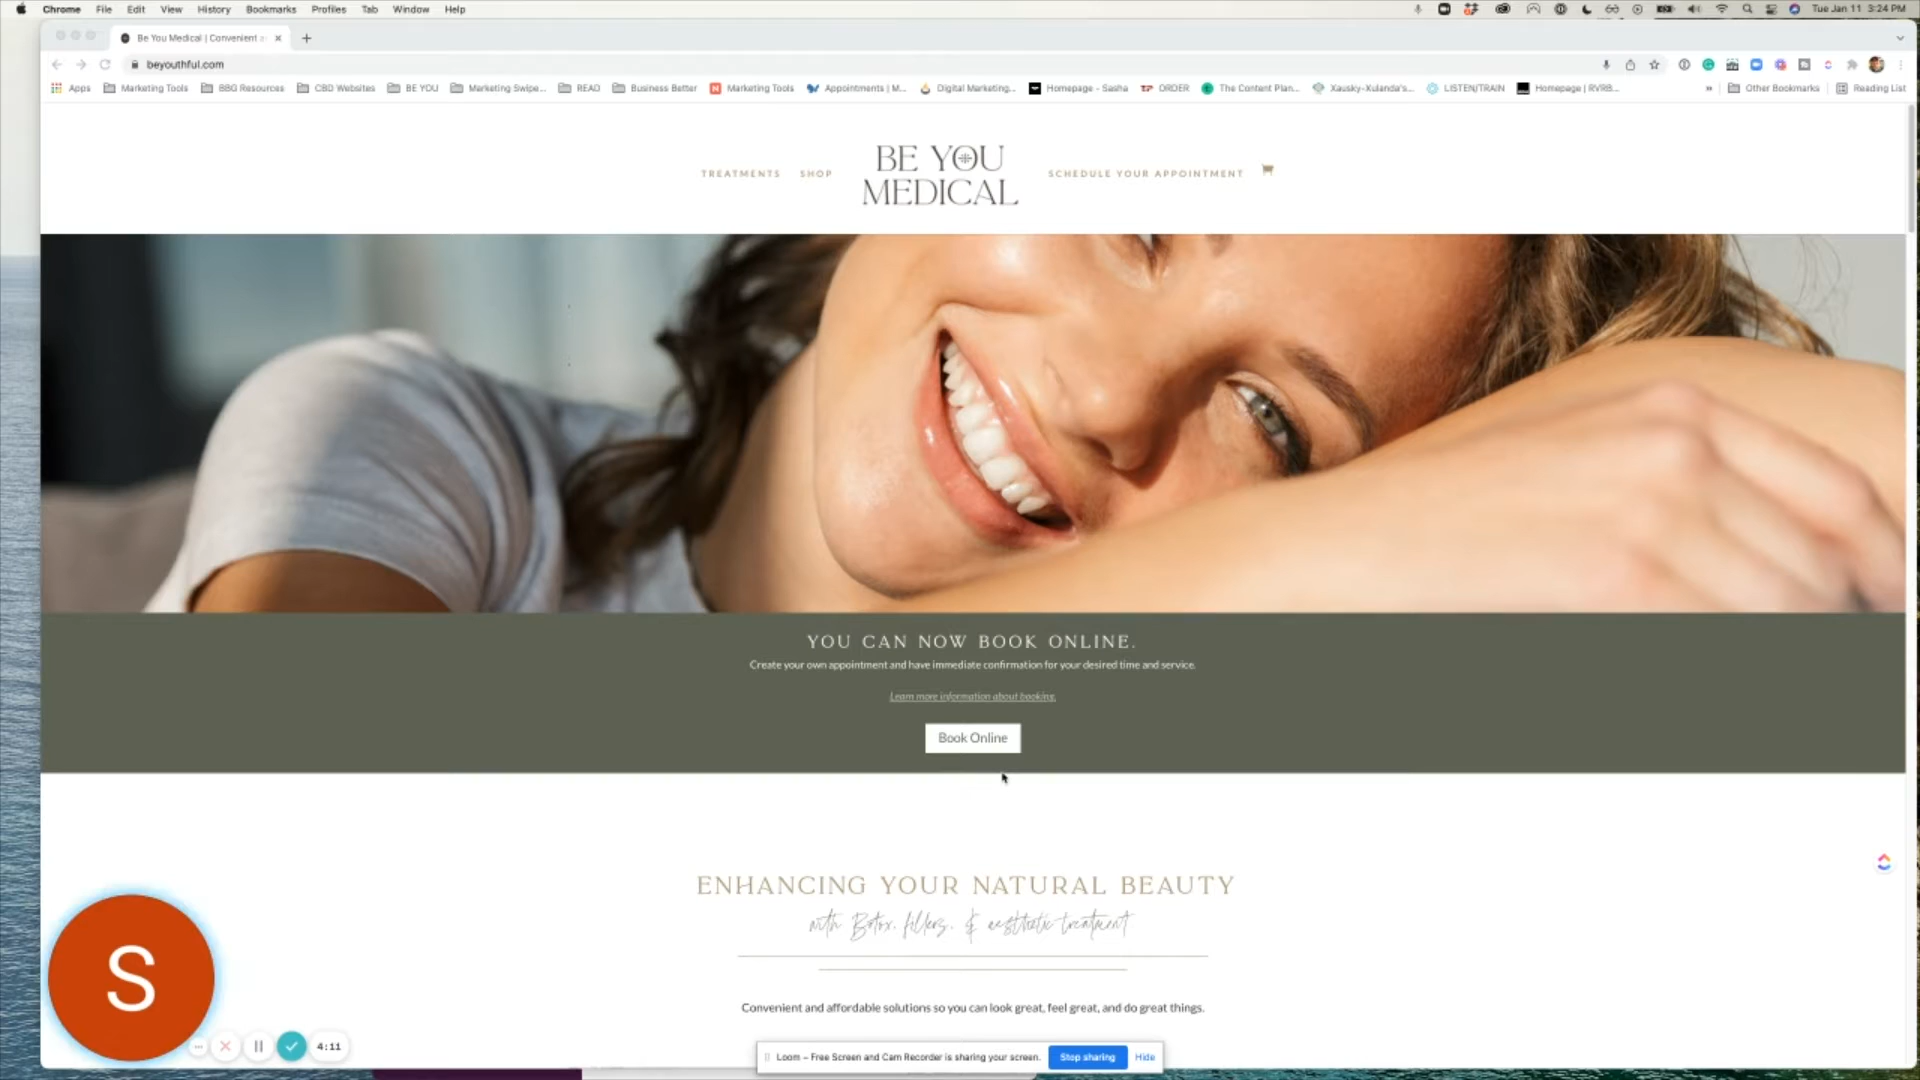 Chrome File Edit View History Bookmarks Profiles Tab Window Help Tue Jan 11 3:24 PM
Be You Medical | Convenient a
beyouthful.com
Apps Marketing Tools BBG Resources CBD Websites BE YOU Marketing Swipe... READ Business Better Marketing Tools Appointments | M... Digital Marketing... Homepage - Sasha ORDER The Content Plan... Xausky-Xulanda's... LISTEN/TRAIN Homepage | RVRB... » Other Bookmarks Reading List
BE YOU
TREATMENTS SHOP SCHEDULE YOUR APPOINTMENT
MEDICAL
YOU CAN NOW BOOK ONLINE.
Create your own appointment and have immediate confirmation for your desired time and service.
Learn more information about booking.
Book Online
ENHANCING YOUR NATURAL BEAUTY
with Botox, fillers, & aesthetic treatment
Convenient and affordable solutions so you can look great, feel great, and do great things.
S
4:11
Loom – Free Screen and Cam Recorder is sharing your screen. Stop sharing Hide